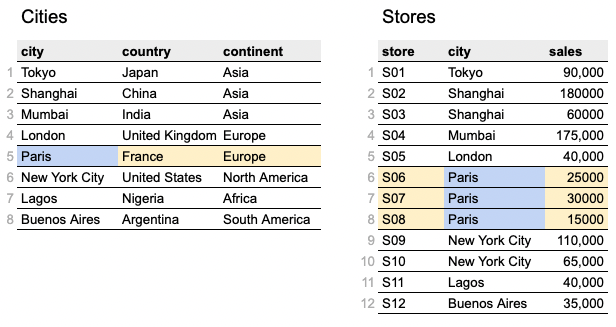 Cities
city country continent
1 Tokyo Japan Asia
2 Shanghai China Asia
3 Mumbai India Asia
4 London United Kingdom Europe
5 Paris France Europe
6 New York City United States North America
7 Lagos Nigeria Africa
8 Buenos Aires Argentina South America
Stores
store city sales
1 S01 Tokyo 90,000
2 S02 Shanghai 180000
3 S03 Shanghai 60000
4 S04 Mumbai 175,000
5 S05 London 40,000
6 S06 Paris 25000
7 S07 Paris 30000
8 S08 Paris 15000
9 S09 New York City 110,000
10 S10 New York City 65,000
11 S11 Lagos 40,000
12 S12 Buenos Aires 35,000